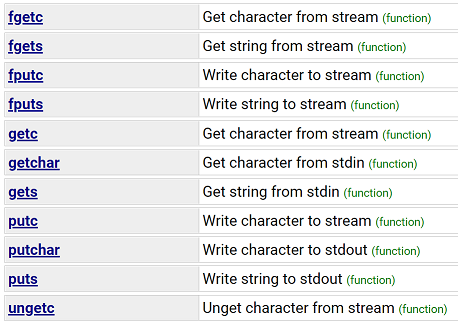 fgetc Get character from stream (function)
fgets Get string from stream (function)
fputc Write character to stream (function)
fputs Write string to stream (function)
getc Get character from stream (function)
getchar Get character from stdin (function)
gets Get string from stdin (function)
putc Write character to stream (function)
putchar Write character to stdout (function)
puts Write string to stdout (function)
ungetc Unget character from stream (function)